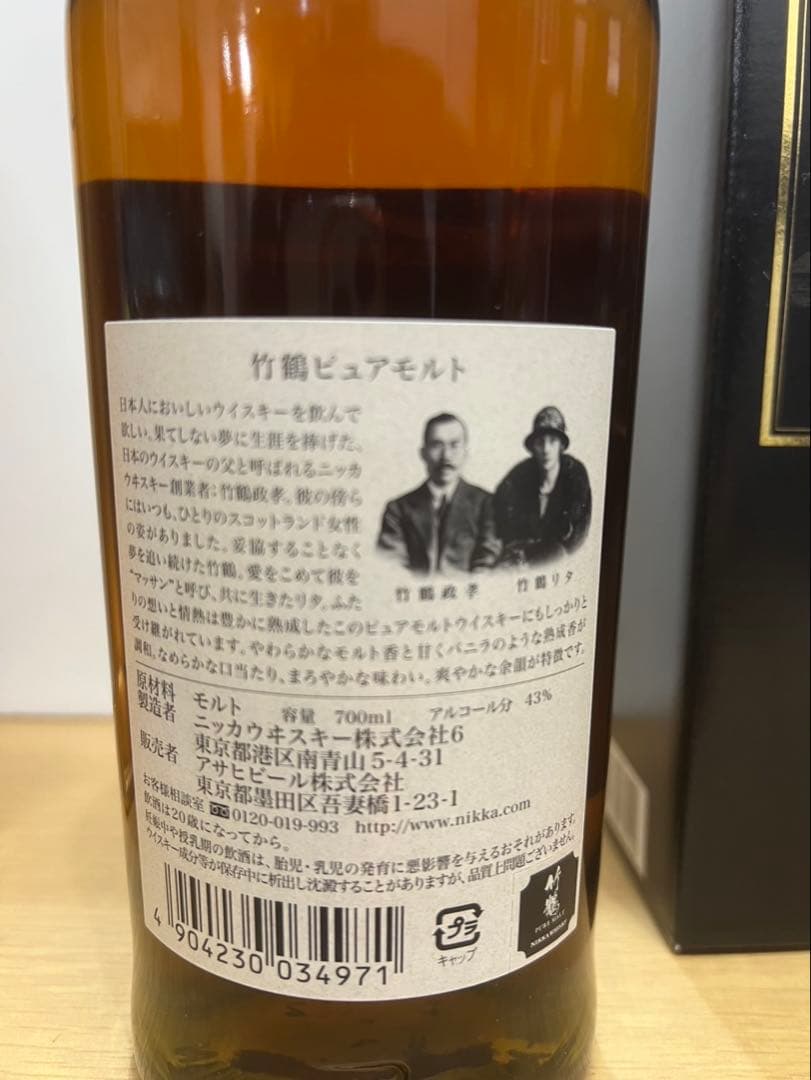 竹鶴ピュアモルト
日本人においしいウイスキーを飲んで
欲しい。果てしない夢に生涯を捧げた。
日本のウイスキーの父と呼ばれるニッカ
ウヰスキー創業者：竹鶴政孝。彼の傍ら
にはいつも、ひとりのスコットランド女性
の姿がありました。妥協することなく
夢を追い続けた竹鶴。愛をこめて彼を
“マッサン”と呼び、共に生きたリタ。ふた
りの想いと情熱は豊かに熟成したこのピュアモルトウイスキーにもしっかりと
受け継がれています。やわらかなモルト香と甘くバニラのような熟成香が
調和。なめらかな口当たり、まろやかな味わい。爽やかな余韻が特徴です。
竹鶴政孝 竹鶴リタ
原材料 モルト 容量 700ml アルコール分 43%
製造者 ニッカウヰスキー株式会社6
東京都港区南青山5-4-31
販売者 アサヒビール株式会社
東京都墨田区吾妻橋1-23-1
お客様相談室 0120-019-993 http://www.nikka.com
飲酒は20歳になってから。
妊娠中や授乳期の飲酒は、胎児・乳児の発育に悪影響を与えるおそれがあります。
ウイスキー成分等が保存中に析出し沈澱することがありますが、品質上問題ございません。
4 904230 034971
プラ
キャップ
竹鶴
PURE MALT
NIKKA WHISKY